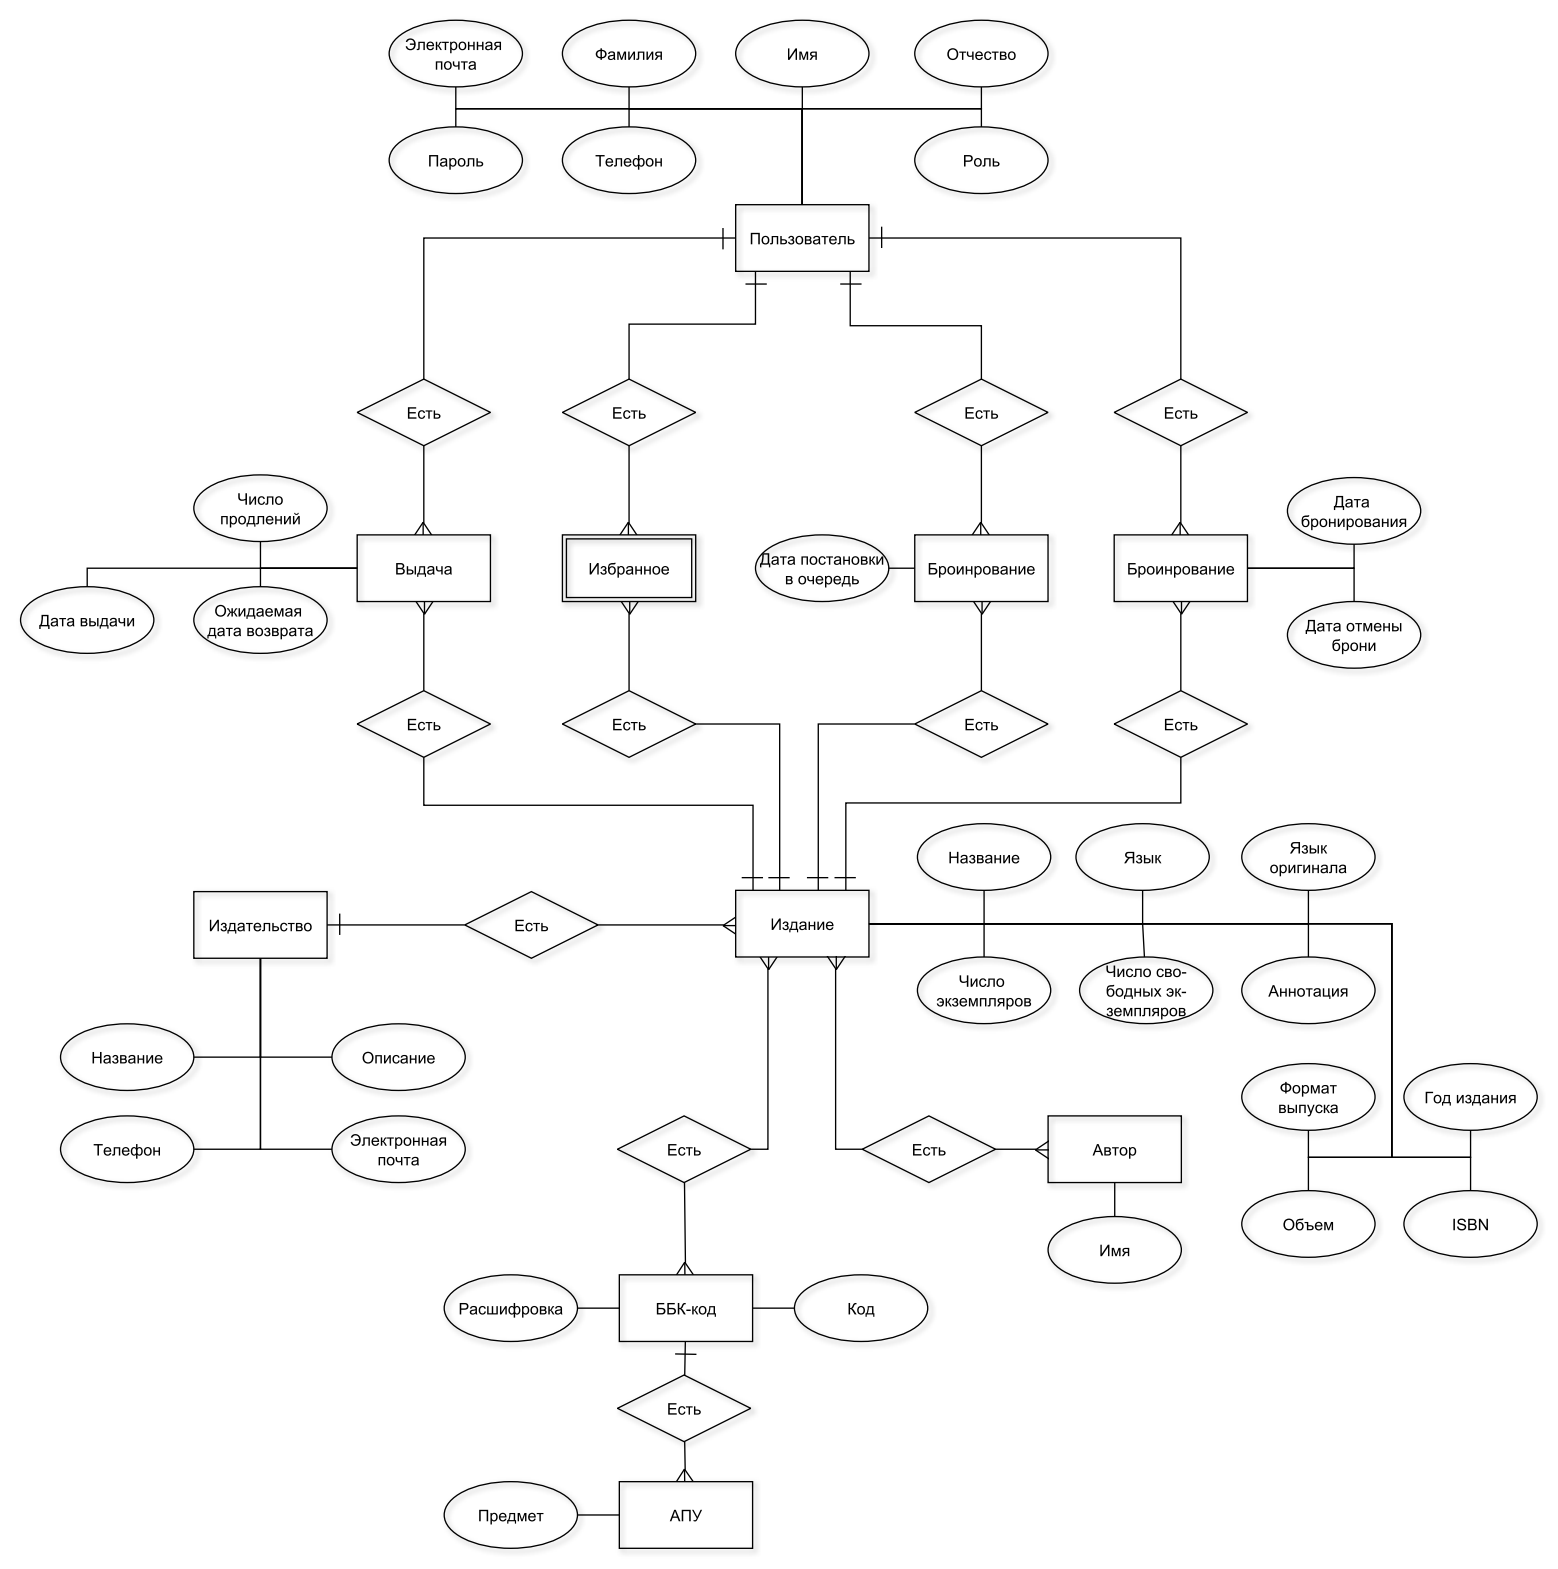 Электронная
почта
Фамилия
Имя
Отчество
Пароль
Телефон
Роль
Пользователь
Есть
Есть
Есть
Есть
Число
продлений
Дата
бронирования
Выдача
Избранное
Дата постановки
в очередь
Броинрование
Броинрование
Дата выдачи
Ожидаемая
дата возврата
Дата отмены
брони
Есть
Есть
Есть
Есть
Название
Язык
Язык
оригинала
Издательство
Есть
Издание
Число
экземпляров
Число сво-
бодных эк-
земпляров
Аннотация
Название
Описание
Формат
выпуска
Год издания
Телефон
Электронная
почта
Есть
Есть
Автор
Объем
ISBN
Имя
Расшифровка
ББК-код
Код
Есть
Предмет
АПУ